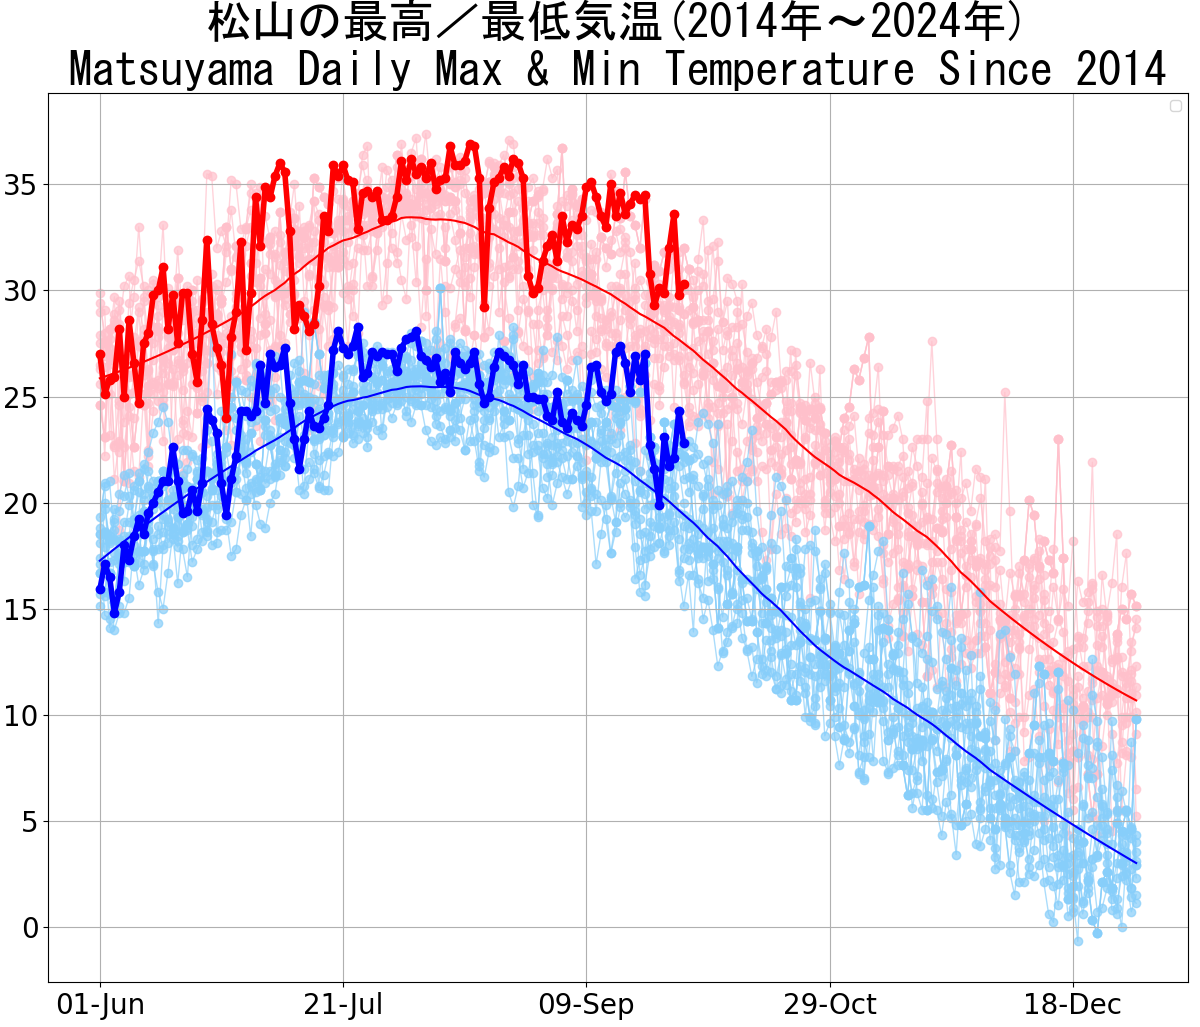 松山の最高／最低気温(2014年～2024年)
Matsuyama Daily Max & Min Temperature Since 2014
35
30
25
20
15
10
5
0
01-Jun 21-Jul 09-Sep 29-Oct 18-Dec